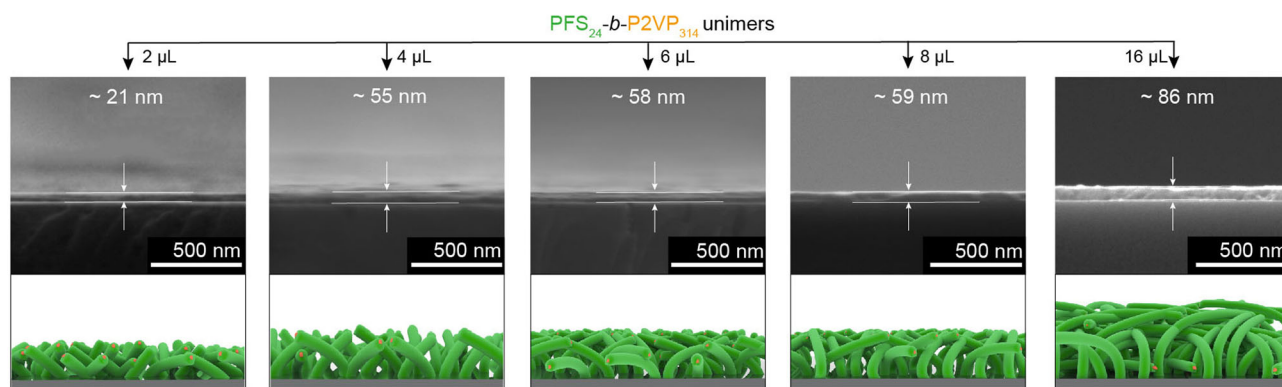 PFS24-b-P2VP314 unimers
2 µL
4 µL
6 µL
8 µL
16 µL
~ 21 nm
~ 55 nm
~ 58 nm
~ 59 nm
~ 86 nm
500 nm
500 nm
500 nm
500 nm
500 nm